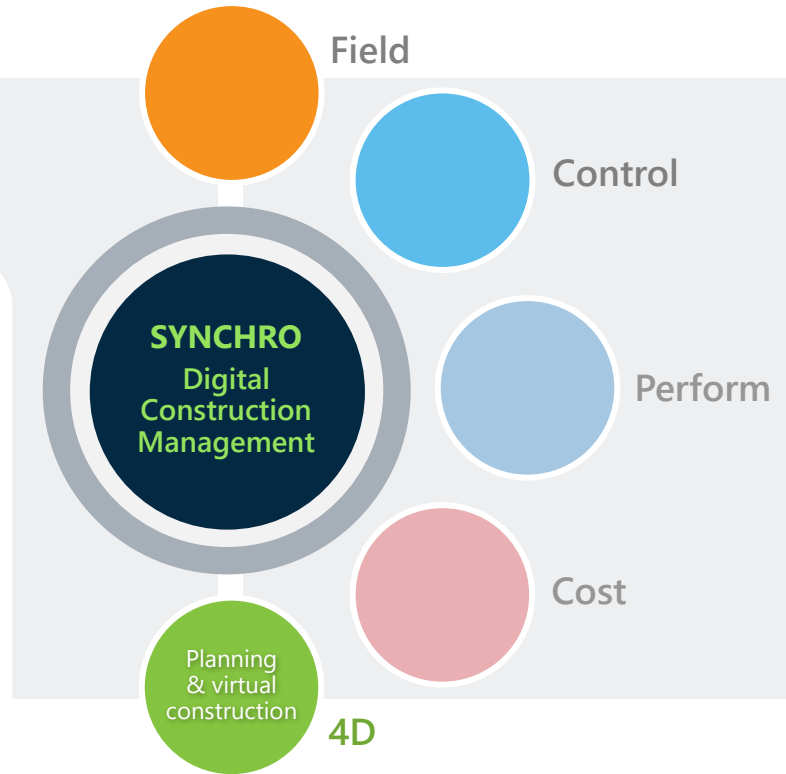 Field
Control
SYNCHRO
Digital
Construction
Management
Perform
Cost
Planning
& virtual
construction
4D